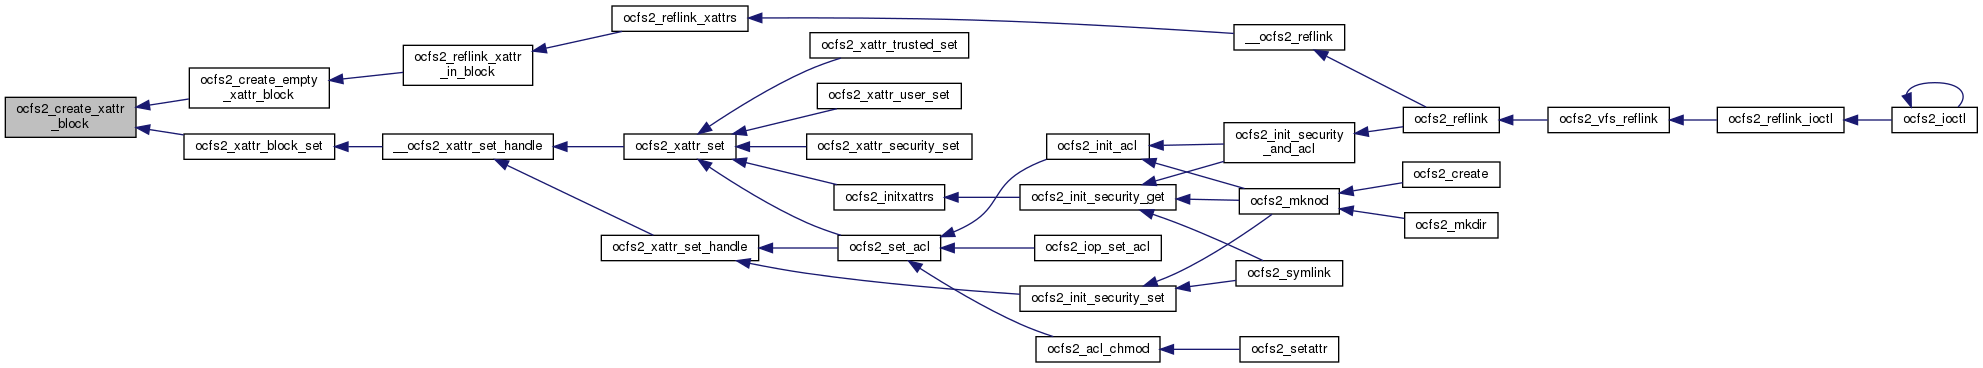 ocfs2_create_xattr
_block
ocfs2_create_empty
_xattr_block
ocfs2_xattr_block_set
ocfs2_reflink_xattr
_in_block
__ocfs2_xattr_set_handle
ocfs2_reflink_xattrs
ocfs2_xattr_set
ocfs2_xattr_set_handle
ocfs2_xattr_trusted_set
ocfs2_xattr_user_set
ocfs2_xattr_security_set
ocfs2_initxattrs
ocfs2_set_acl
ocfs2_init_acl
ocfs2_init_security_get
ocfs2_iop_set_acl
ocfs2_init_security_set
ocfs2_acl_chmod
__ocfs2_reflink
ocfs2_init_security
_and_acl
ocfs2_mknod
ocfs2_symlink
ocfs2_setattr
ocfs2_reflink
ocfs2_create
ocfs2_mkdir
ocfs2_vfs_reflink
ocfs2_reflink_ioctl
ocfs2_ioctl